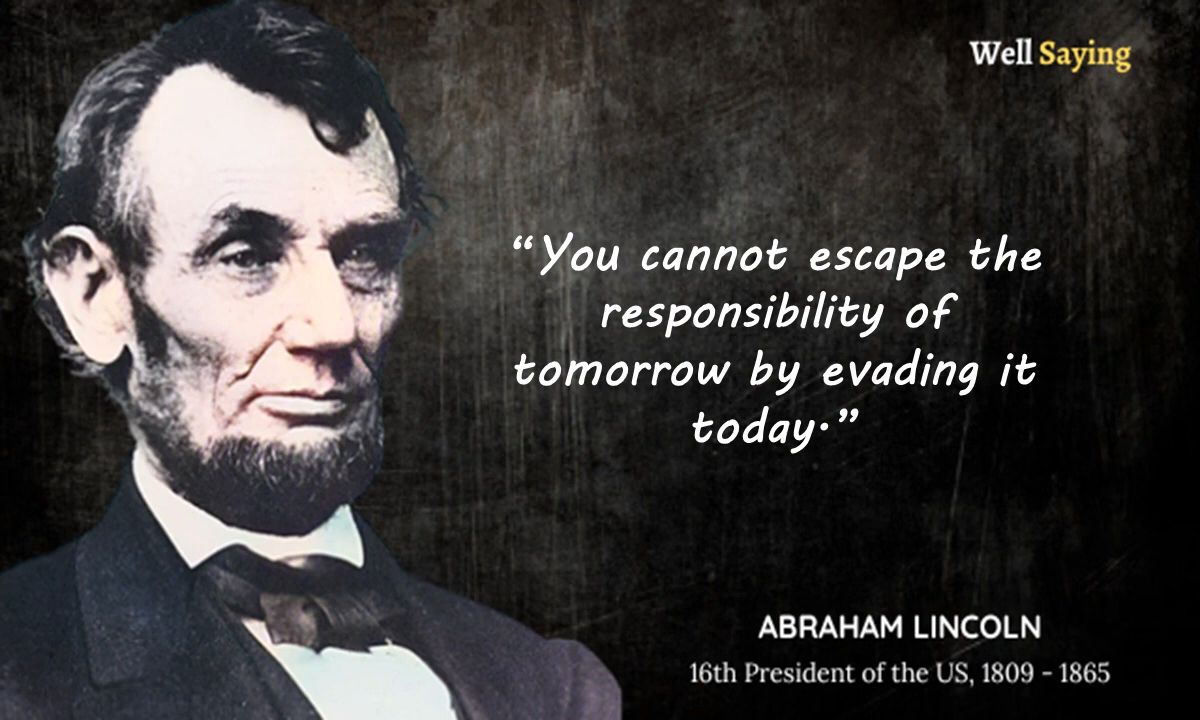 Well Saying
“You cannot escape the
responsibility of
tomorrow by evading it
today.”
ABRAHAM LINCOLN
16th President of the US, 1809 - 1865